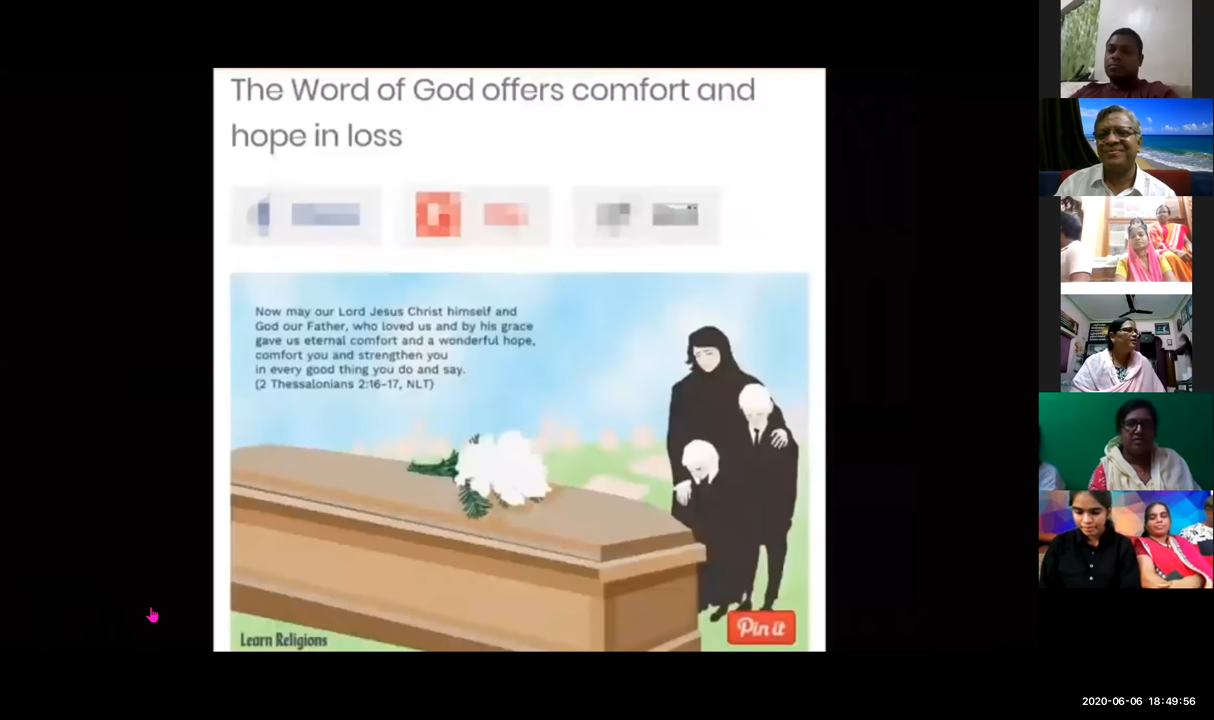 The Word of God offers comfort and
hope in loss
Now may our Lord Jesus Christ himself and
God our Father, who loved us and by his grace
gave us eternal comfort and a wonderful hope,
comfort you and strengthen you
in every good thing you do and say.
(2 Thessalonians 2:16-17, NLT)
Learn Religions
Pin it
2020-06-06 18:49:56